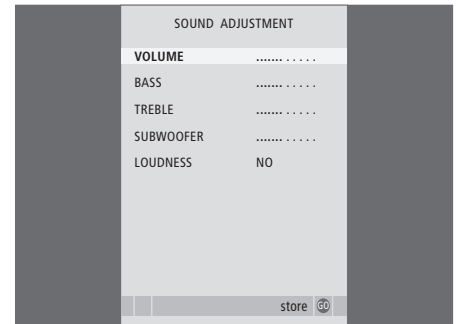 SOUND ADJUSTMENT
VOLUME ............
BASS ............
TREBLE ............
SUBWOOFER ............
LOUDNESS NO
store GO